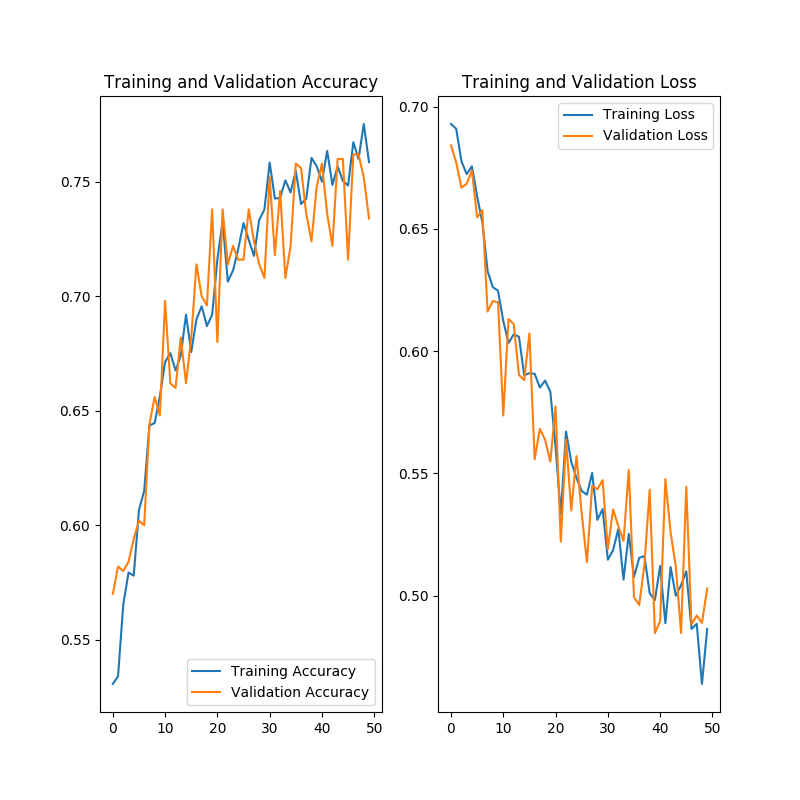 Training and Validation Accuracy
0.75
0.70
0.65
0.60
0.55
Training Accuracy
Validation Accuracy
0 10 20 30 40 50
Training and Validation Loss
0.70
Training Loss
Validation Loss
0.65
0.60
0.55
0.50
0 10 20 30 40 50